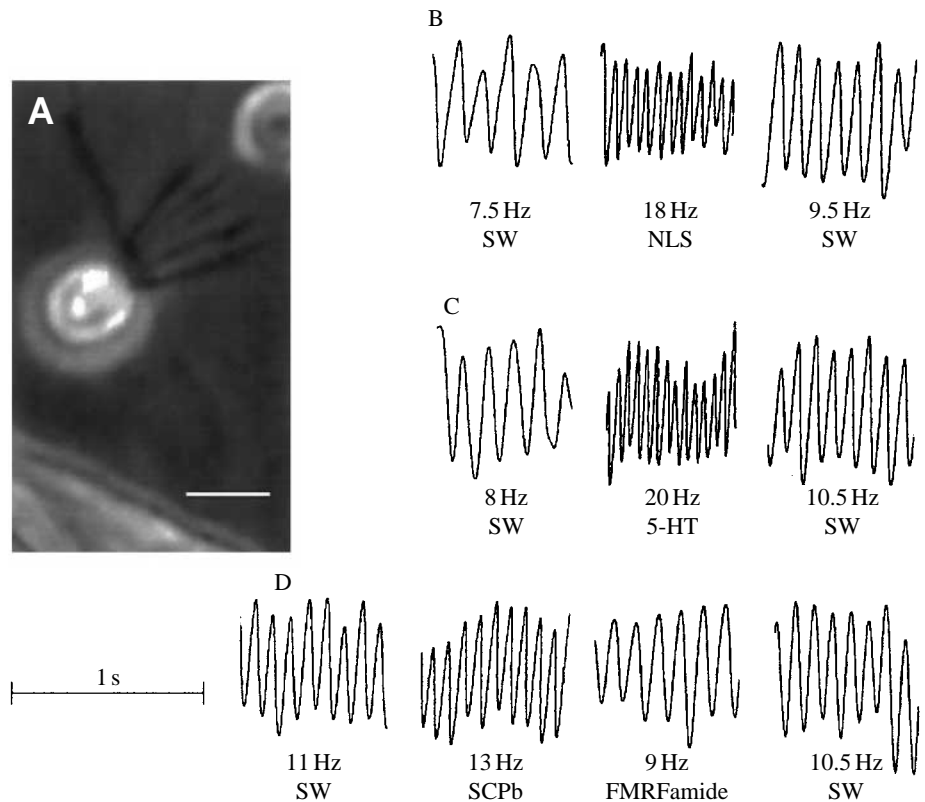 B
A
7.5 Hz
18 Hz
9.5 Hz
SW
NLS
SW
C
8 Hz
20 Hz
10.5 Hz
SW
5-HT
SW
D
1 s
11 Hz
13 Hz
9 Hz
10.5 Hz
SW
SCPb
FMRFamide
SW